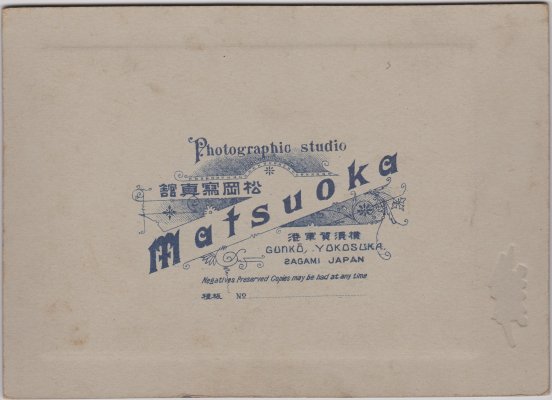 Photographic studio
松岡寫真館
Matsuoka
橫須賀軍港
GUNKŌ, YOKOSUKA,
SAGAMI JAPAN
Negatives Preserved Copies may be had at any time
種板 No